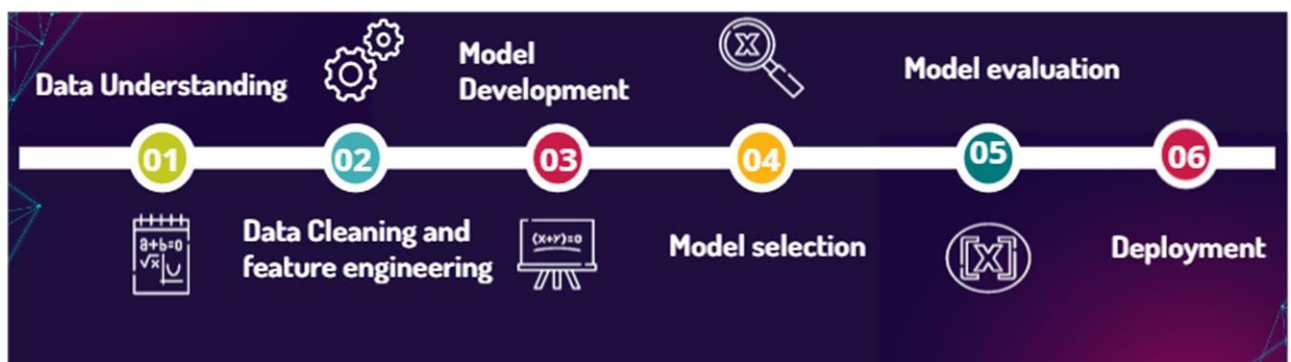 Data Understanding
01
a+b=0
√x
02
Data Cleaning and
feature engineering
Model
Development
03
(x+y)=0
X
04
Model selection
Model evaluation
05
[X]
06
Deployment